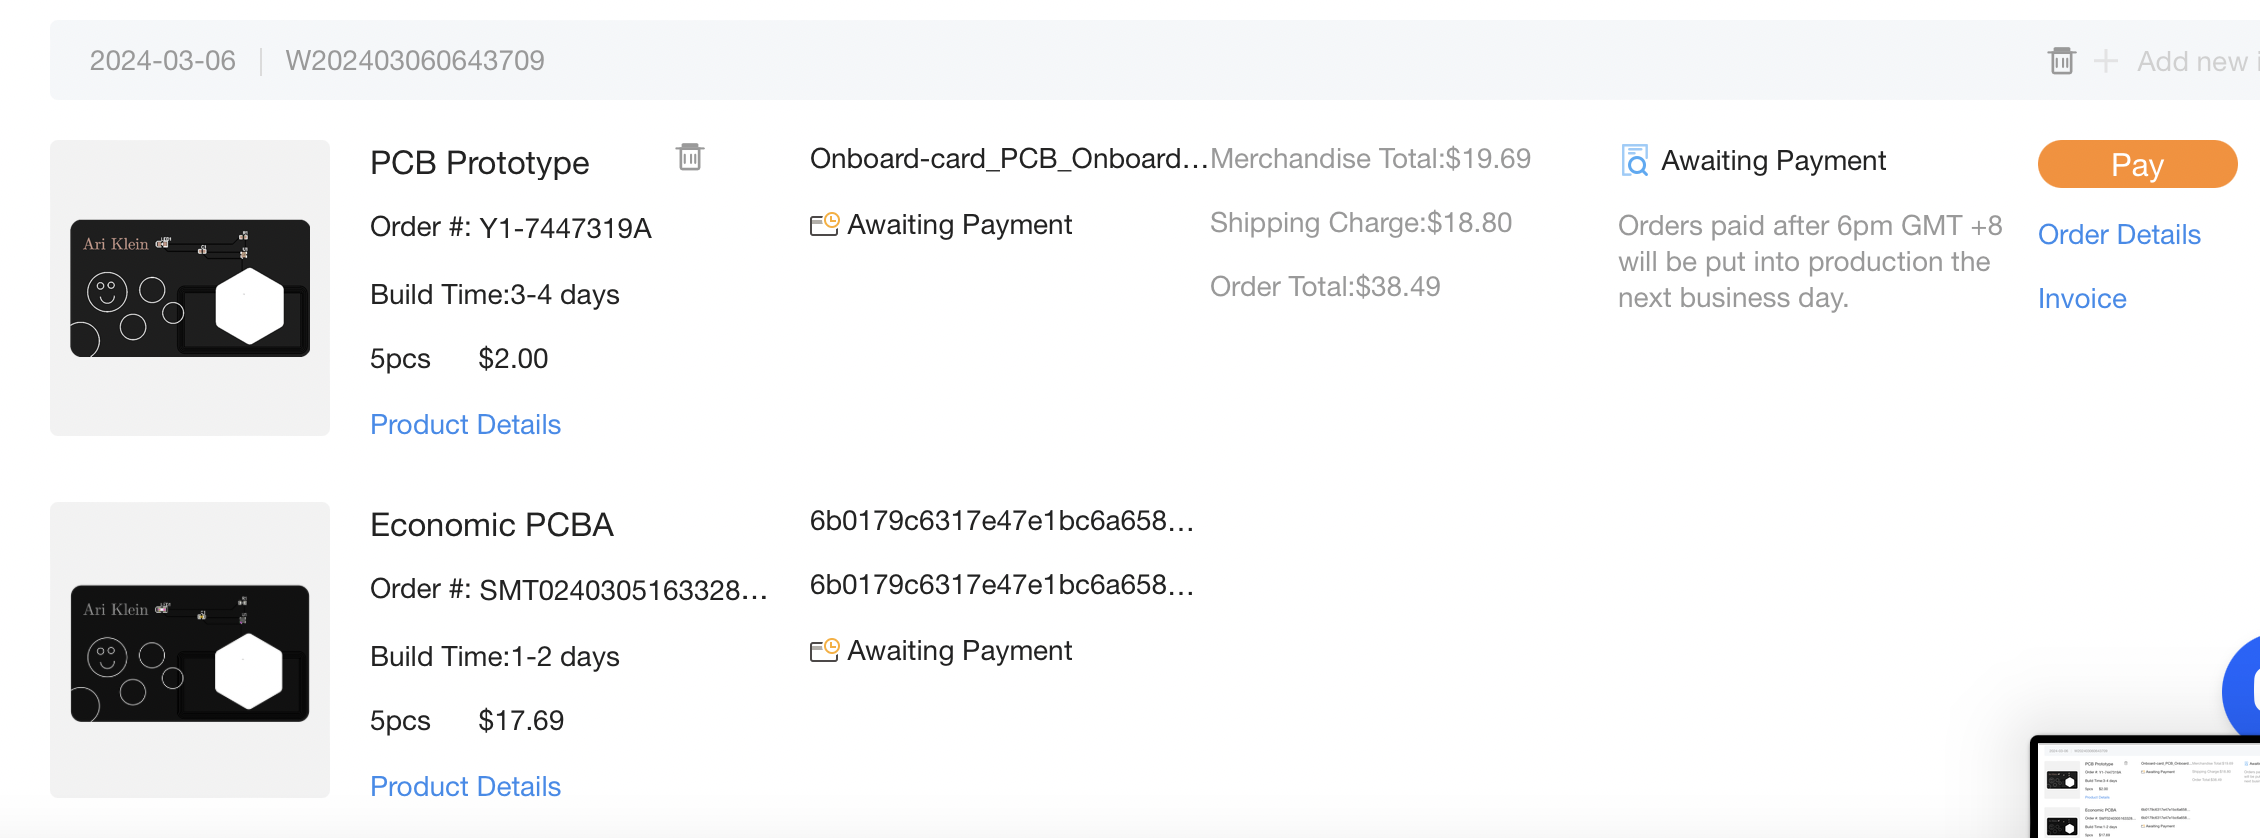 2024-03-06 | W202403060643709
Add new
PCB Prototype
Order #: Y1-7447319A
Build Time:3-4 days
5pcs $2.00
Product Details
Onboard-card_PCB_Onboard...
Awaiting Payment
Merchandise Total:$19.69
Shipping Charge:$18.80
Order Total:$38.49
Awaiting Payment
Orders paid after 6pm GMT +8
will be put into production the
next business day.
Pay
Order Details
Invoice
Ari Klein
Economic PCBA
Order #: SMT0240305163328...
Build Time:1-2 days
5pcs $17.69
Product Details
6b0179c6317e47e1bc6a658...
6b0179c6317e47e1bc6a658...
Awaiting Payment
Ari Klein